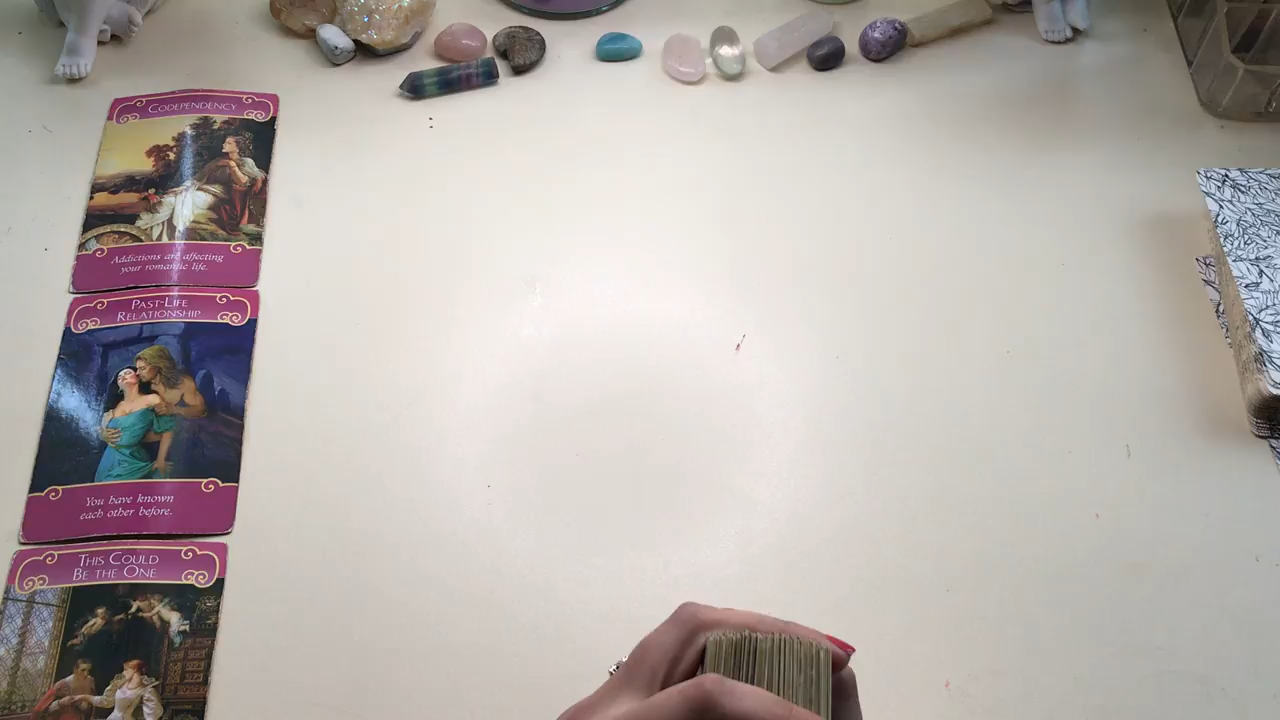 CODEPENDENCY
Addictions are affecting
your romantic life.
PAST-LIFE
RELATIONSHIP
You have known
each other before.
THIS COULD
BE THE ONE